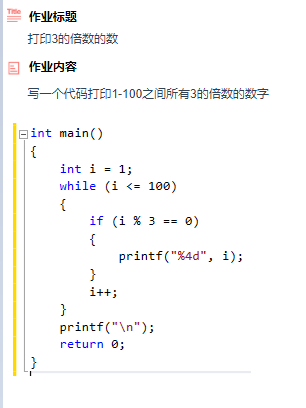 Title
作业标题
打印3的倍数的数
作业内容
写一个代码打印1-100之间所有3的倍数的数字
int main()
{
    int i = 1;
    while (i <= 100)
    {
        if (i % 3 == 0)
        {
            printf("%4d", i);
        }
        i++;
    }
    printf("\n");
    return 0;
}